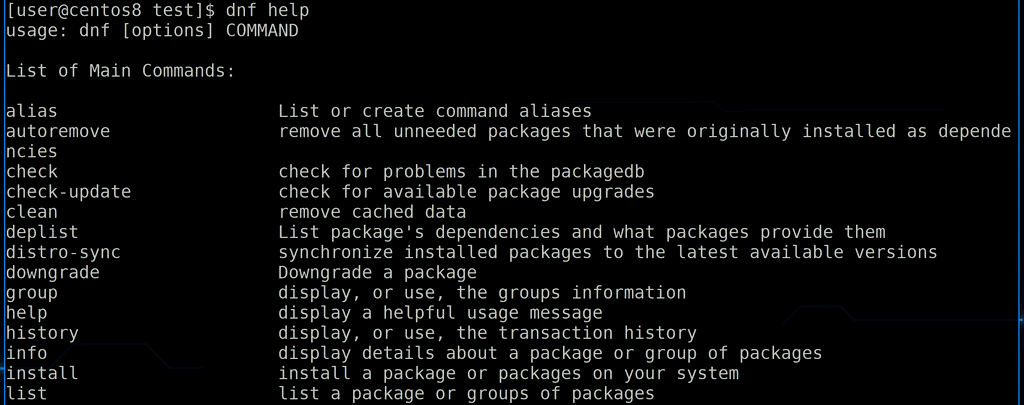 [user@centos8 test]$ dnf help
usage: dnf [options] COMMAND
List of Main Commands:
alias                     List or create command aliases
autoremove                remove all unneeded packages that were originally installed as depende
ncies
check                     check for problems in the packagedb
check-update              check for available package upgrades
clean                     remove cached data
deplist                   List package's dependencies and what packages provide them
distro-sync               synchronize installed packages to the latest available versions
downgrade                 Downgrade a package
group                     display, or use, the groups information
help                      display a helpful usage message
history                   display, or use, the transaction history
info                      display details about a package or group of packages
install                   install a package or packages on your system
list                      list a package or groups of packages